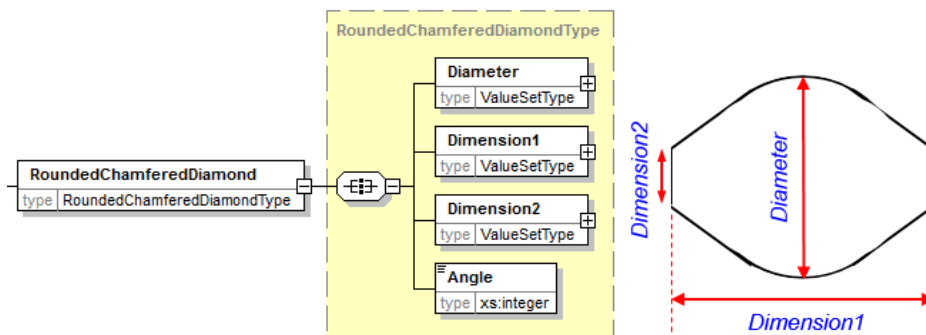 RoundedChamferedDiamondType
Diameter
type ValueSetType
Dimension1
type ValueSetType
RoundedChamferedDiamond
type RoundedChamferedDiamondType
Dimension2
type ValueSetType
Angle
type xs:integer
Dimension2
Diameter
Dimension1